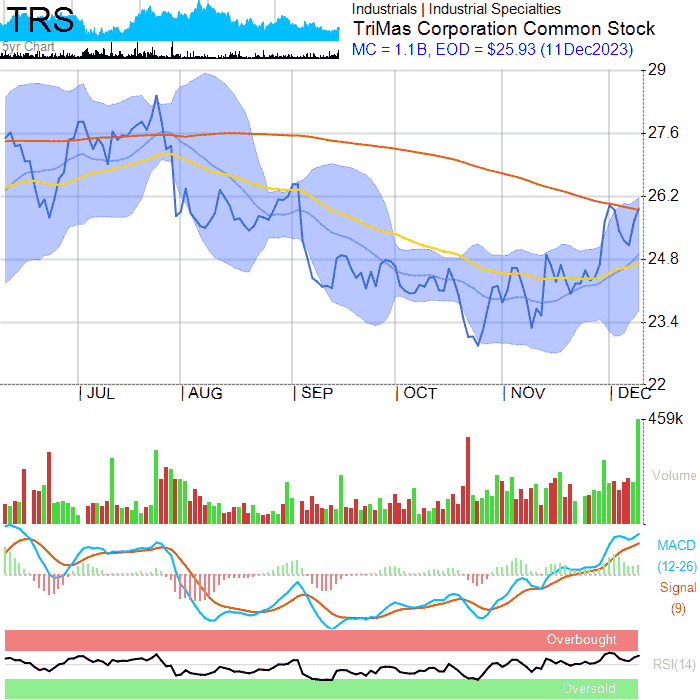 TRS
Industrials | Industrial Specialties
TriMas Corporation Common Stock
5yr Chart
MC = 1.1B, EOD = $25.93 (11Dec2023)
29
27.6
26.2
24.8
23.4
22
| JUL | AUG | SEP | OCT | NOV | DEC
459k
Volume
MACD
(12-26)
Signal
(9)
Overbought
RSI(14)
Oversold